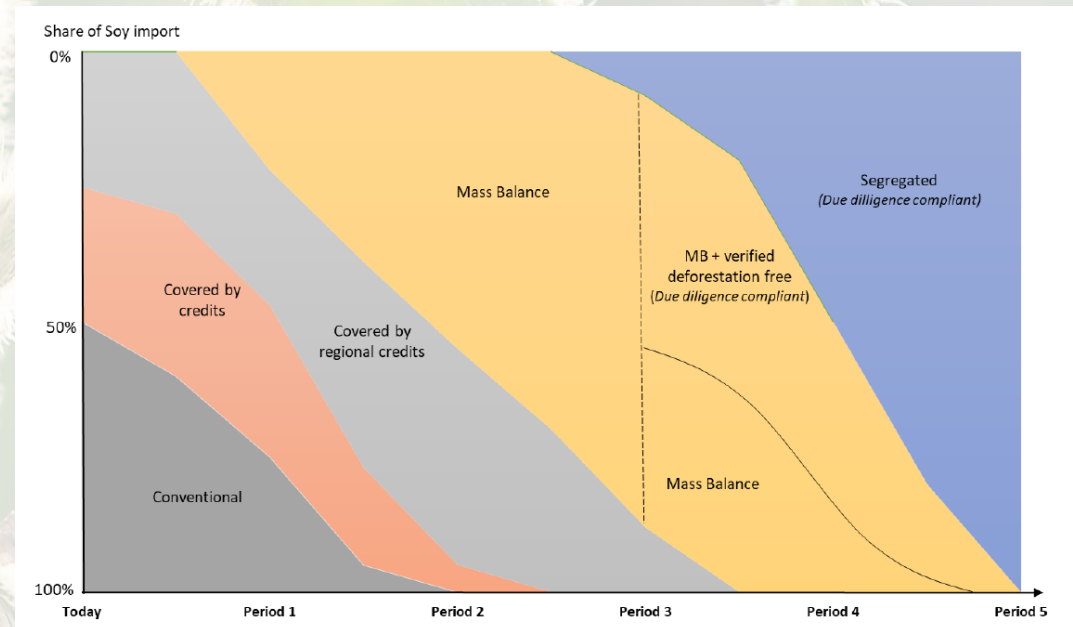 Share of Soy import
0%
50%
100%
Mass Balance
Segregated
(Due dilligence compliant)
MB + verified
deforestation free
(Due diligence compliant)
Covered by
credits
Covered by
regional credits
Mass Balance
Conventional
Today
Period 1
Period 2
Period 3
Period 4
Period 5